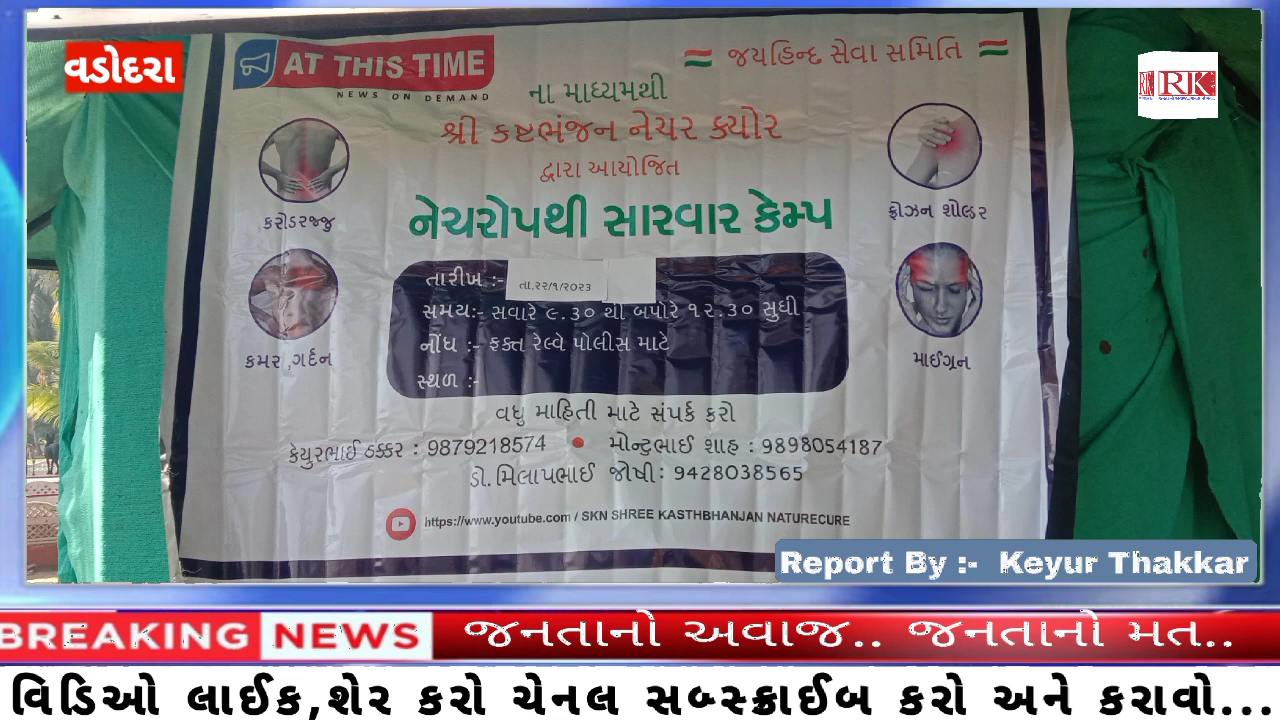 વડોદરા
AT THIS TIME
NEWS ON DEMAND
જયહિન્દ સેવા સમિતિ
RK
ના માધ્યમથી
શ્રી કષ્ટભંજન નેચર ક્યોર
દ્વારા આયોજિત
નેચરોપથી સારવાર કેમ્પ
કરોડરજ્જુ
ફ્રોઝન શોલ્ડર
તારીખ :- તા.૨૨/૧/૨૦૨૩
સમય:- સવારે ૯.૩૦ થી બપોરે ૧૨.૩૦ સુધી
નોંધ :- ફક્ત રેલ્વે પોલીસ માટે
સ્થળ :-
કમર ,ગર્દન
માઈગ્રન
વધુ માહિતી માટે સંપર્ક કરો
કેયુરભાઈ ઠક્કર : 9879218574 • મોન્ટુભાઈ શાહ : 9898054187
ડો.મિલાપભાઈ જોષી : 9428038565
https://www.youtube.com / SKN SHREE KASTHBHANJAN NATURECURE
Report By :- Keyur Thakkar
BREAKING NEWS જનતાનો અવાજ.. જનતાનો મત..
વિડિઓ લાઈક,શેર કરો ચેનલ સબ્સ્ક્રાઈબ કરો અને કરાવો...